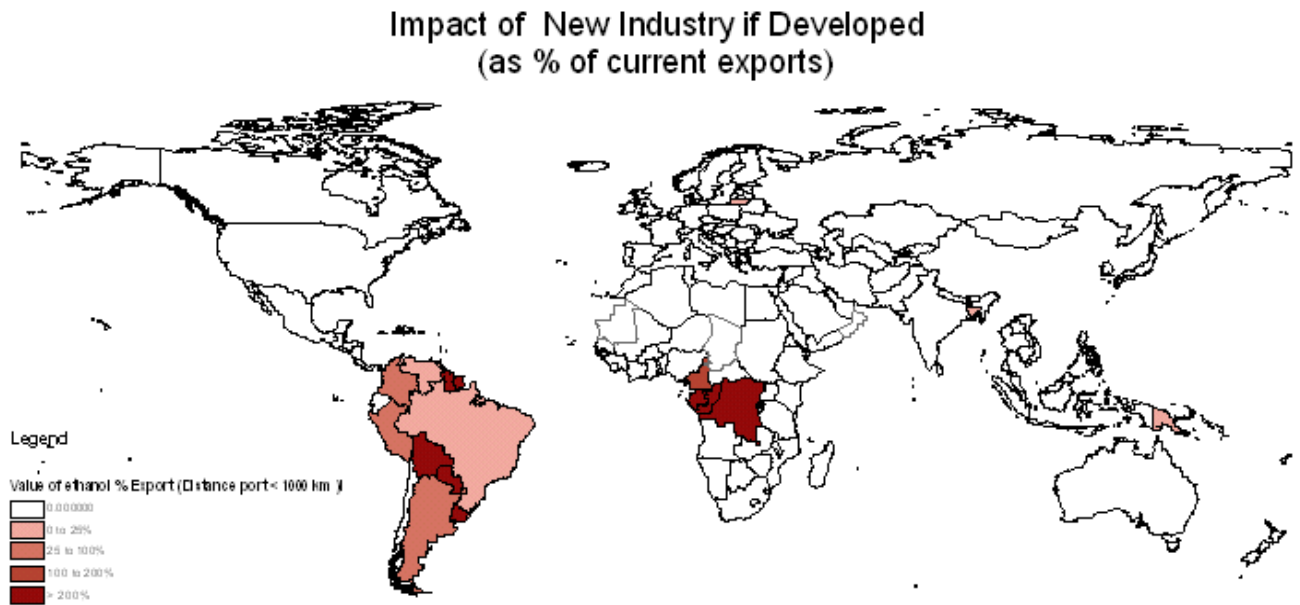 Impact of New Industry if Developed
(as % of current exports)
Legend
Value of ethanol % Export (Distance port < 1000 km )
0.000000
0 to 25%
25 to 100%
100 to 200%
> 200%